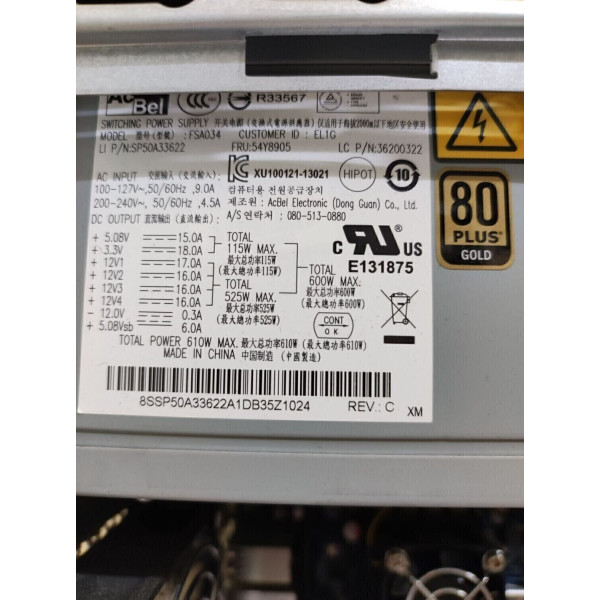 AcBel CCC R33567
SWITCHING POWER SUPPLY 开关电源 (交換式電源供應器) 仅适用于海拔2000m以下地区安全使用
MODEL 型号(型號): FSA034 CUSTOMER ID : EL1G
LI P/N:SP50A33622 FRU:54Y8905 LC P/N:36200322
AC INPUT 交流输入 (交流輸入): XU100121-13021 HIPOT 10
100-127V~,50/60Hz ,9.0A 컴퓨터용 전원공급장치
200-240V~, 50/60Hz ,4.5A 제조원 : AcBel Electronic (Dong Guan) Co., Ltd.
DC OUTPUT 直流输出 (直流輸出): A/S연락처 : 080-513-0880
+ 5.08V 15.0A TOTAL
+ 3.3V 18.0A 115W MAX.
最大总功率115W
+ 12V1 17.0A (最大總功率115W)
+ 12V2 16.0A TOTAL
+ 12V3 16.0A 525W MAX.
+ 12V4 16.0A 最大总功率525W
- 12.0V 0.3A (最大總功率525W)
+ 5.08Vsb 6.0A
TOTAL
600W MAX.
最大总功率600W
(最大總功率600W)
c RU US
E131875
CONT
OK
TOTAL POWER 610W MAX.最大总功率610W (最大總功率610W)
MADE IN CHINA 中国制造 (中國製造)
8SSP50A33622A1DB35Z1024 REV.: C XM
80
PLUS®
GOLD